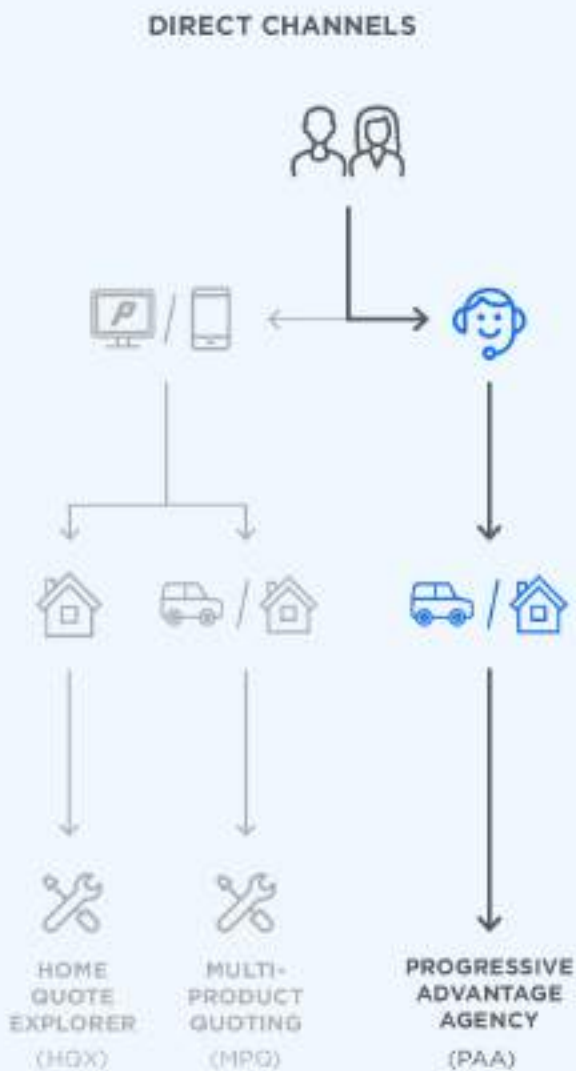 DIRECT CHANNELS
P
HOME
QUOTE
EXPLORER
(HQX)
MULTI-
PRODUCT
QUOTING
(MPQ)
PROGRESSIVE
ADVANTAGE
AGENCY
(PAA)